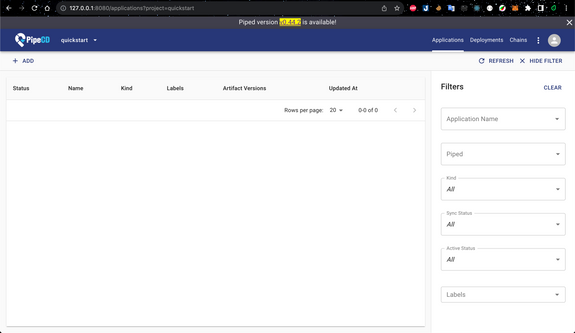 127.0.0.1:8080/applications?project=quickstart
Piped version v0.44.2 is available!
PipeCD quickstart Applications Deployments Chains
ADD REFRESH HIDE FILTER
Status Name Kind Labels Artifact Versions Updated At
Rows per page: 20 0-0 of 0
Filters CLEAR
Application Name
Piped
Kind
All
Sync Status
All
Active Status
All
Labels